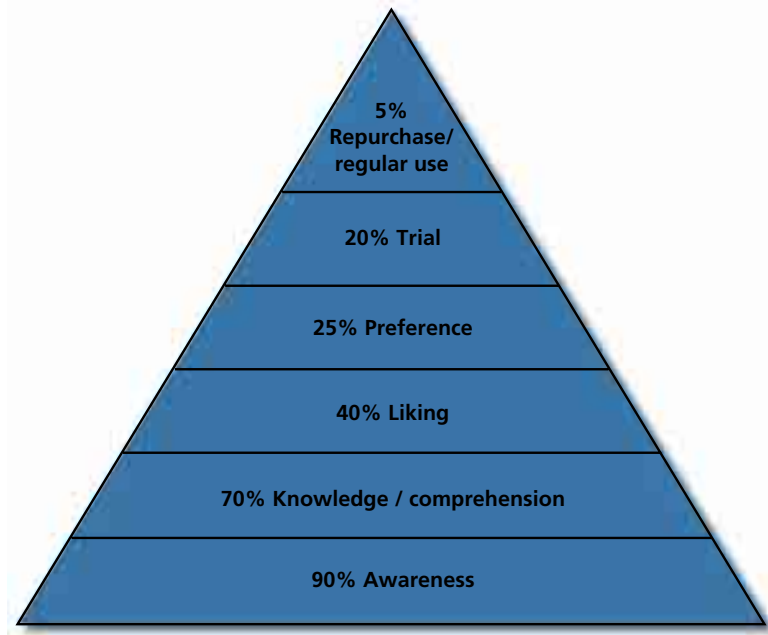 5%
Repurchase/
regular use
20% Trial
25% Preference
40% Liking
70% Knowledge / comprehension
90% Awareness